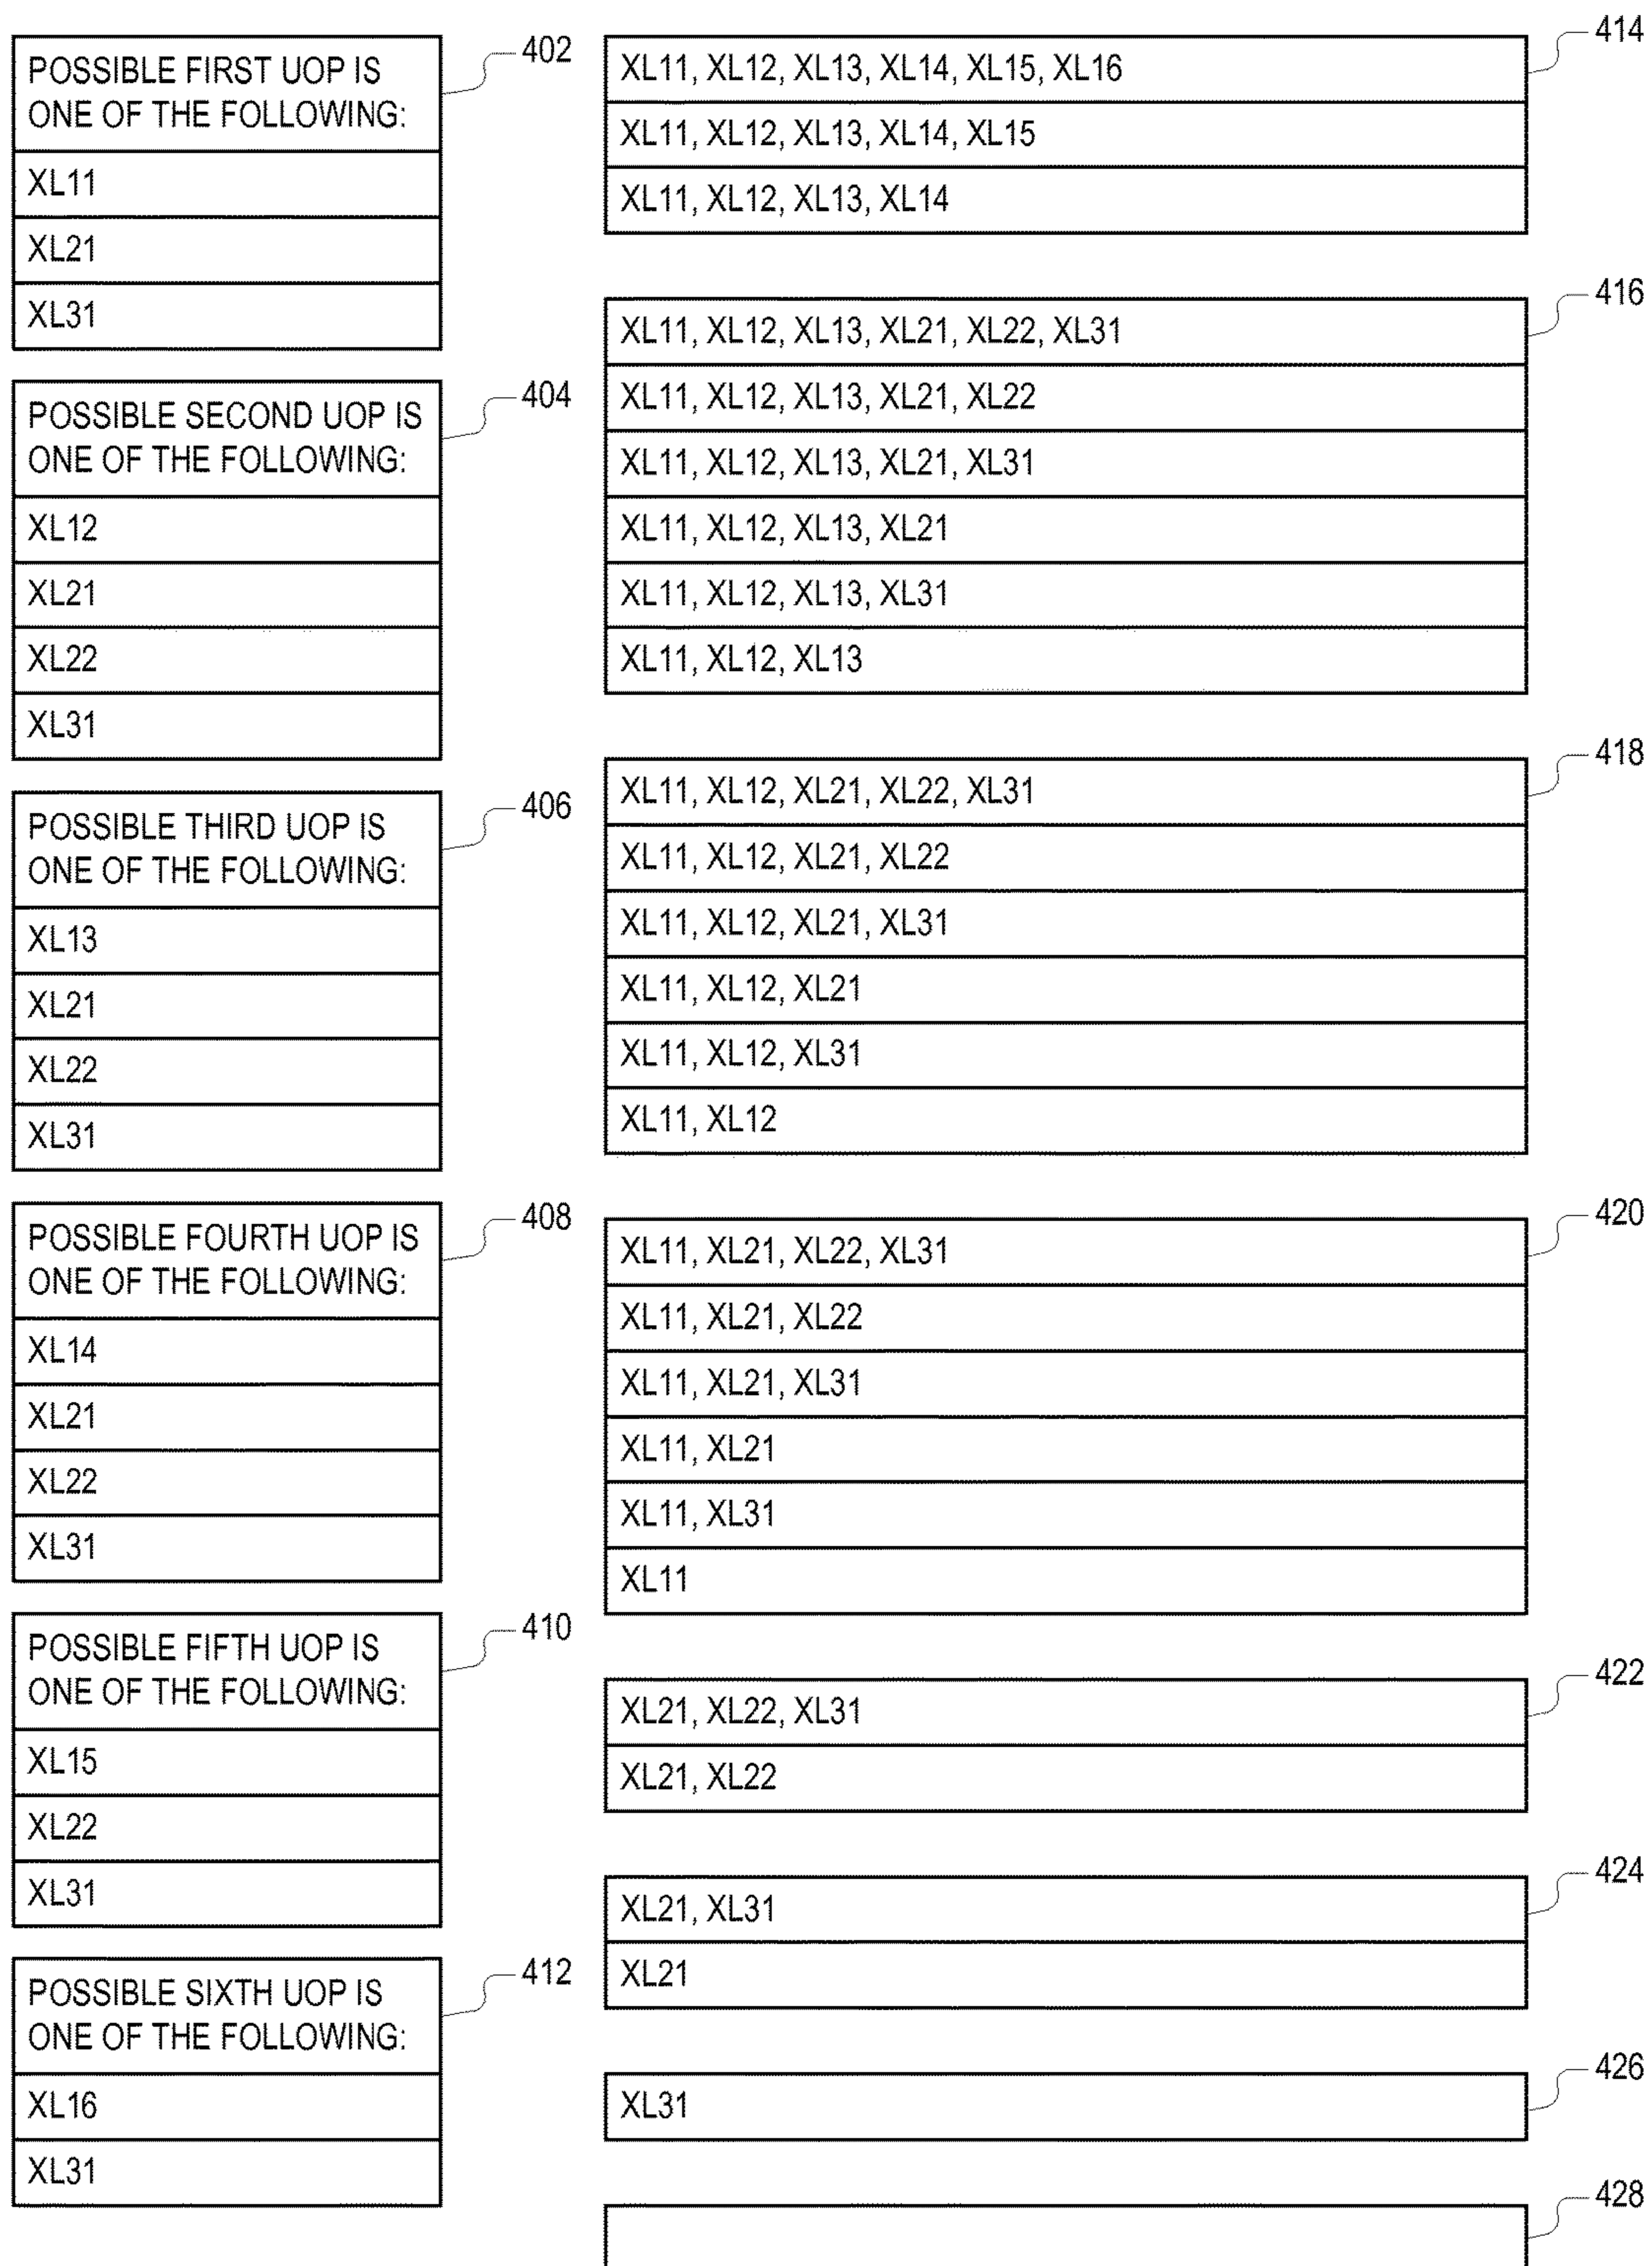 POSSIBLE FIRST UOP IS
ONE OF THE FOLLOWING:
XL11
XL21
XL31
402
POSSIBLE SECOND UOP IS
ONE OF THE FOLLOWING:
XL12
XL21
XL22
XL31
404
POSSIBLE THIRD UOP IS
ONE OF THE FOLLOWING:
XL13
XL21
XL22
XL31
406
POSSIBLE FOURTH UOP IS
ONE OF THE FOLLOWING:
XL14
XL21
XL22
XL31
408
POSSIBLE FIFTH UOP IS
ONE OF THE FOLLOWING:
XL15
XL22
XL31
410
POSSIBLE SIXTH UOP IS
ONE OF THE FOLLOWING:
XL16
XL31
412
XL11, XL12, XL13, XL14, XL15, XL16
XL11, XL12, XL13, XL14, XL15
XL11, XL12, XL13, XL14
414
XL11, XL12, XL13, XL21, XL22, XL31
XL11, XL12, XL13, XL21, XL22
XL11, XL12, XL13, XL21, XL31
XL11, XL12, XL13, XL21
XL11, XL12, XL13, XL31
XL11, XL12, XL13
416
XL11, XL12, XL21, XL22, XL31
XL11, XL12, XL21, XL22
XL11, XL12, XL21, XL31
XL11, XL12, XL21
XL11, XL12, XL31
XL11, XL12
418
XL11, XL21, XL22, XL31
XL11, XL21, XL22
XL11, XL21, XL31
XL11, XL21
XL11, XL31
XL11
420
XL21, XL22, XL31
XL21, XL22
422
XL21, XL31
XL21
424
XL31
426
428